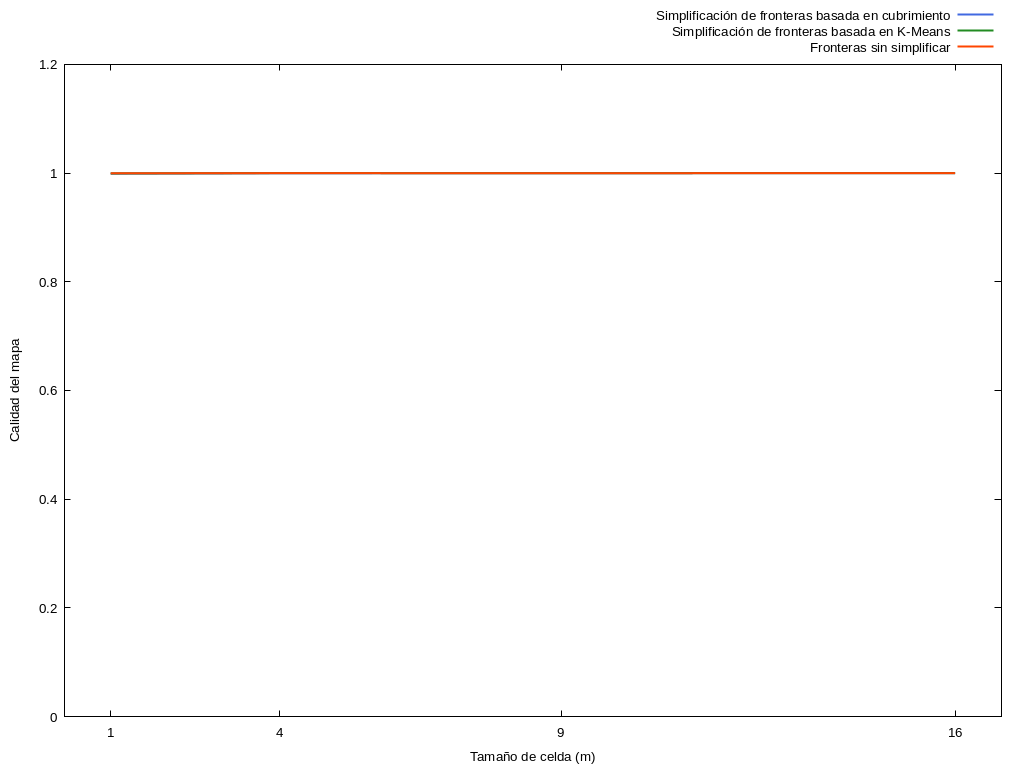 Simplificación de fronteras basada en cubrimiento
Simplificación de fronteras basada en K-Means
Fronteras sin simplificar
1.2
1
0.8
0.6
0.4
0.2
0
Calidad del mapa
1 4 9 16
Tamaño de celda (m)